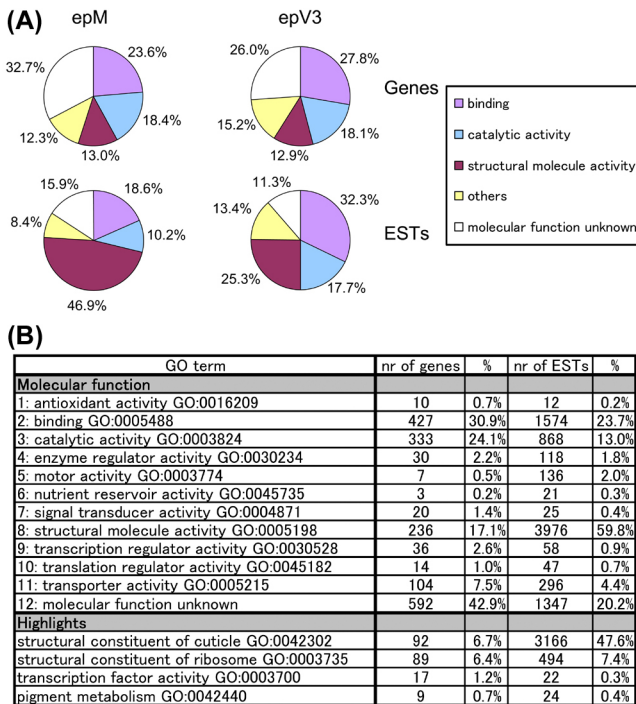 (A)
epM
epV3
23.6%
18.4%
13.0%
12.3%
32.7%
27.8%
18.1%
12.9%
15.2%
26.0%
Genes
18.6%
10.2%
46.9%
8.4%
15.9%
32.3%
17.7%
25.3%
13.4%
11.3%
ESTs
binding
catalytic activity
structural molecule activity
others
molecular function unknown
(B)
GO term nr of genes % nr of ESTs %
Molecular function
1: antioxidant activity GO:0016209 10 0.7% 12 0.2%
2: binding GO:0005488 427 30.9% 1574 23.7%
3: catalytic activity GO:0003824 333 24.1% 868 13.0%
4: enzyme regulator activity GO:0030234 30 2.2% 118 1.8%
5: motor activity GO:0003774 7 0.5% 136 2.0%
6: nutrient reservoir activity GO:0045735 3 0.2% 21 0.3%
7: signal transducer activity GO:0004871 20 1.4% 25 0.4%
8: structural molecule activity GO:0005198 236 17.1% 3976 59.8%
9: transcription regulator activity GO:0030528 36 2.6% 58 0.9%
10: translation regulator activity GO:0045182 14 1.0% 47 0.7%
11: transporter activity GO:0005215 104 7.5% 296 4.4%
12: molecular function unknown 592 42.9% 1347 20.2%
Highlights
structural constituent of cuticle GO:0042302 92 6.7% 3166 47.6%
structural constituent of ribosome GO:0003735 89 6.4% 494 7.4%
transcription factor activity GO:0003700 17 1.2% 22 0.3%
pigment metabolism GO:0042440 9 0.7% 24 0.4%